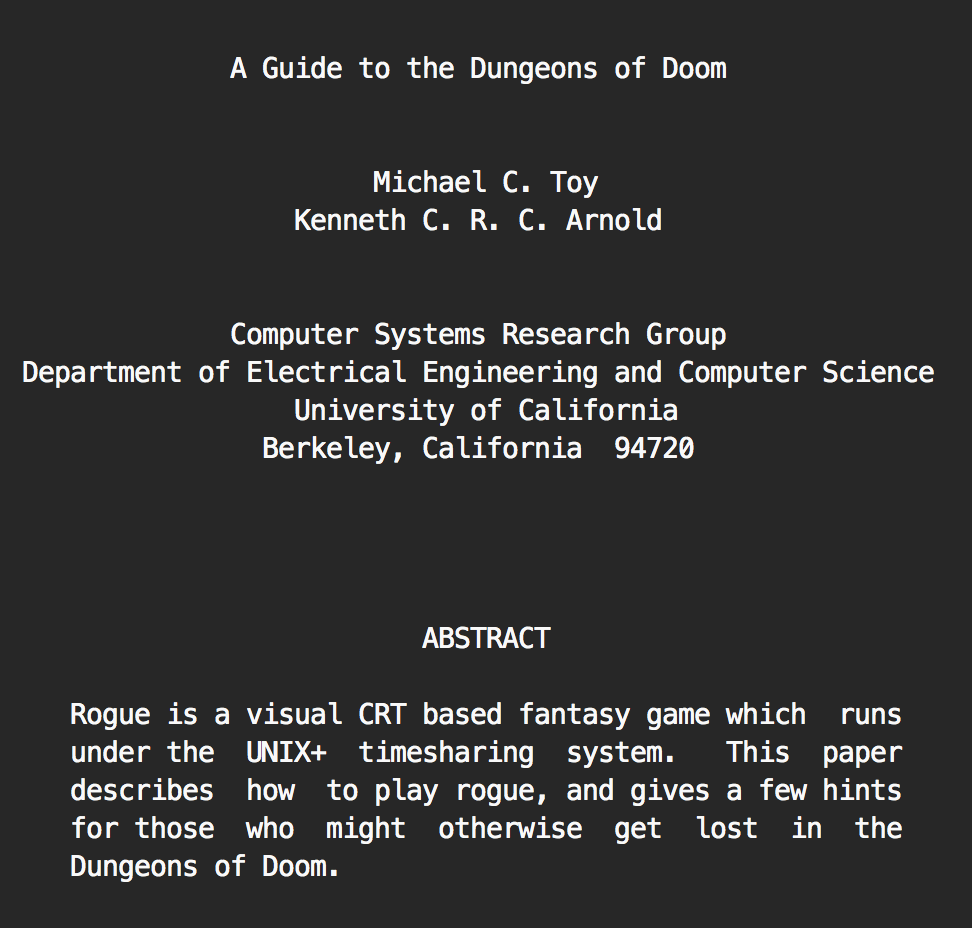 A Guide to the Dungeons of Doom
Michael C. Toy
Kenneth C. R. C. Arnold
Computer Systems Research Group
Department of Electrical Engineering and Computer Science
University of California
Berkeley, California  94720
ABSTRACT
Rogue is a visual CRT based fantasy game which  runs
under the  UNIX+  timesharing  system.   This  paper
describes  how  to play rogue, and gives a few hints
for those  who  might  otherwise  get  lost  in  the
Dungeons of Doom.